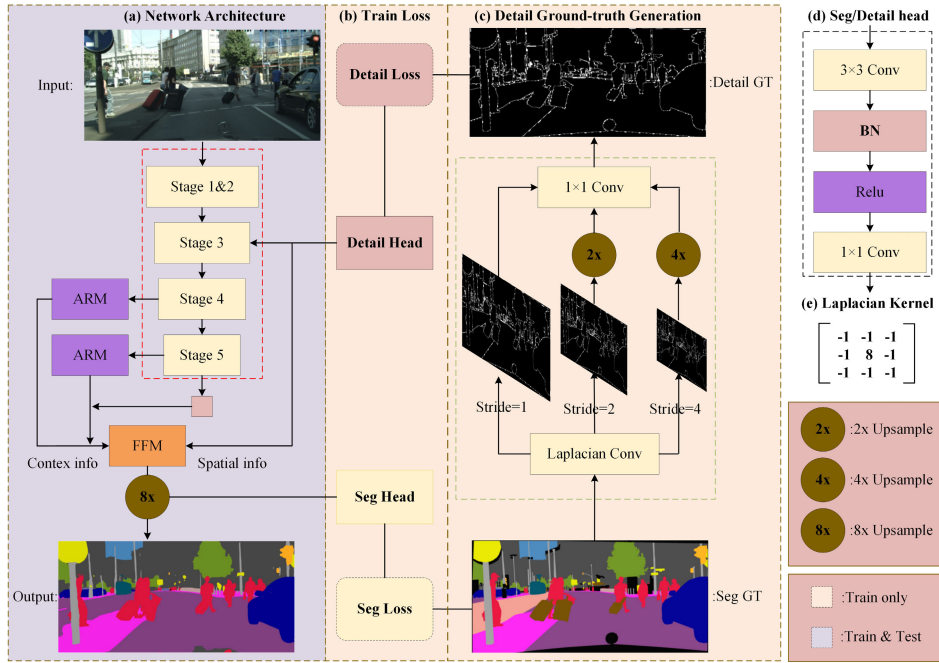 (a) Network Architecture
(b) Train Loss
(c) Detail Ground-truth Generation
(d) Seg/Detail head
Input:
Stage 1&2
Stage 3
Stage 4
Stage 5
ARM
ARM
FFM
Contex info
Spatial info
8x
Output:
Detail Loss
Detail Head
Seg Head
Seg Loss
:Detail GT
1×1 Conv
2x
4x
Stride=1
Stride=2
Stride=4
Laplacian Conv
:Seg GT
3×3 Conv
BN
Relu
1×1 Conv
(e) Laplacian Kernel
-1 -1 -1
-1 8 -1
-1 -1 -1
2x :2x Upsample
4x :4x Upsample
8x :8x Upsample
:Train only
:Train & Test